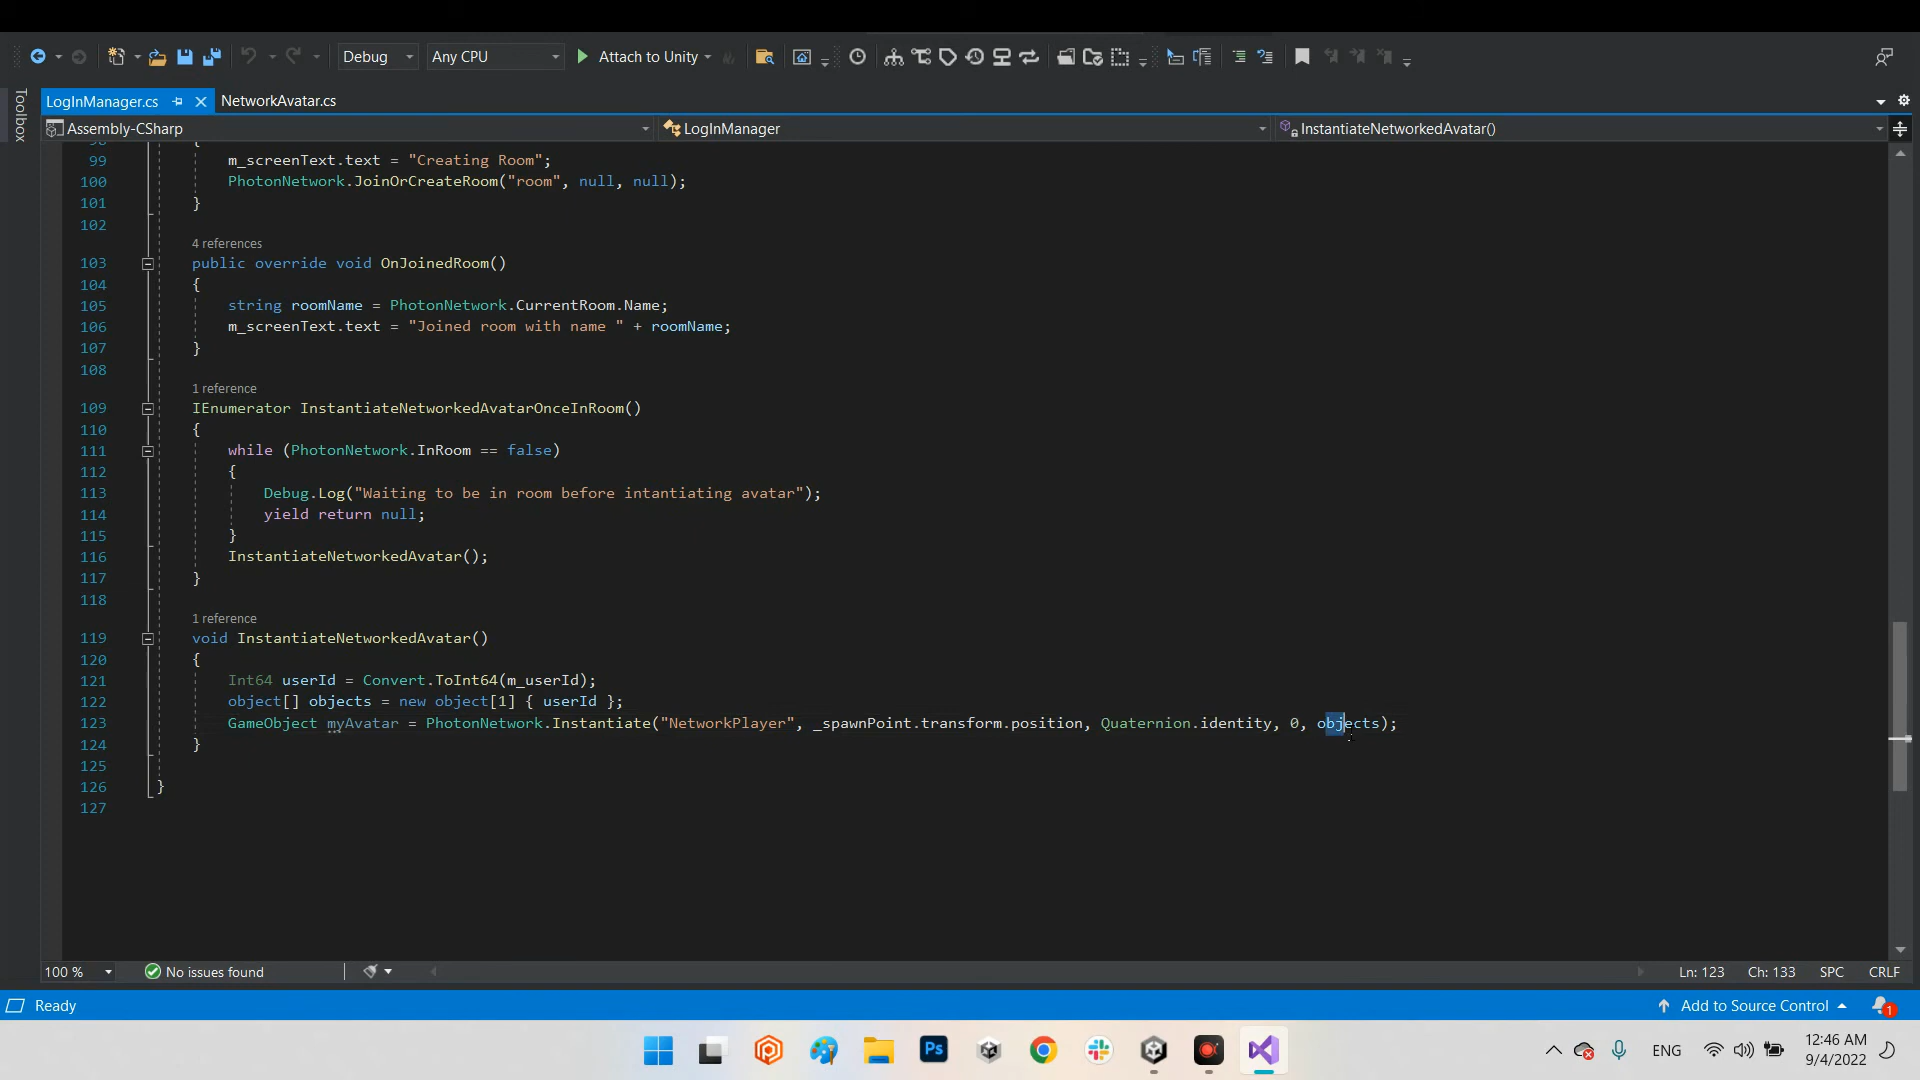 Debug
Any CPU
Attach to Unity
Toolbox
LogInManager.cs
NetworkAvatar.cs
Assembly-CSharp
LogInManager
InstantiateNetworkedAvatar()
99 m_screenText.text = "Creating Room";
100 PhotonNetwork.JoinOrCreateRoom("room", null, null);
101 }
102
4 references
103 public override void OnJoinedRoom()
104 {
105 string roomName = PhotonNetwork.CurrentRoom.Name;
106 m_screenText.text = "Joined room with name " + roomName;
107 }
108
1 reference
109 IEnumerator InstantiateNetworkedAvatarOnceInRoom()
110 {
111 while (PhotonNetwork.InRoom == false)
112 {
113 Debug.Log("Waiting to be in room before intantiating avatar");
114 yield return null;
115 }
116 InstantiateNetworkedAvatar();
117 }
118
1 reference
119 void InstantiateNetworkedAvatar()
120 {
121 Int64 userId = Convert.ToInt64(m_userId);
122 object[] objects = new object[1] { userId };
123 GameObject myAvatar = PhotonNetwork.Instantiate("NetworkPlayer", _spawnPoint.transform.position, Quaternion.identity, 0, objects);
124 }
125
126 }
127
100 %
No issues found
Ln: 123
Ch: 133
SPC
CRLF
Ready
Add to Source Control
1
Ps
ENG
12:46 AM
9/4/2022